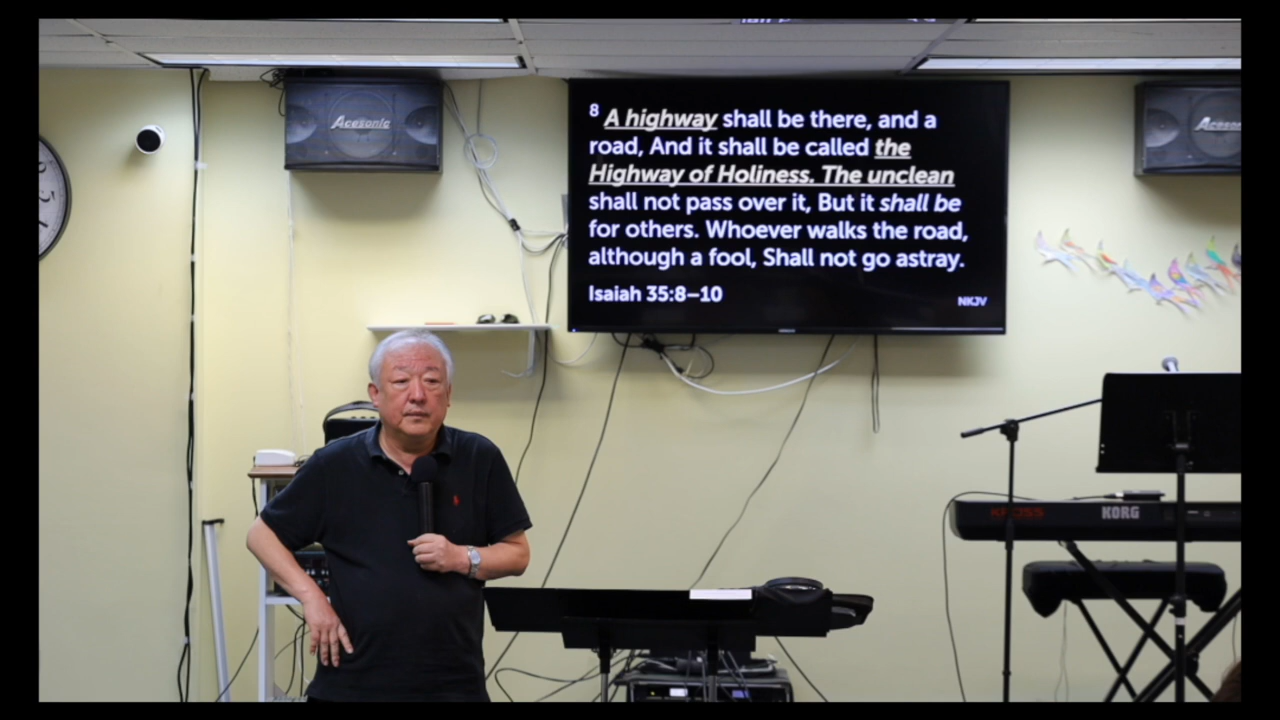 Acesonic
8 A highway shall be there, and a
road, And it shall be called the
Highway of Holiness. The unclean
shall not pass over it, But it shall be
for others. Whoever walks the road,
although a fool, Shall not go astray.
Isaiah 35:8–10
NKJV
KROSS
KORG